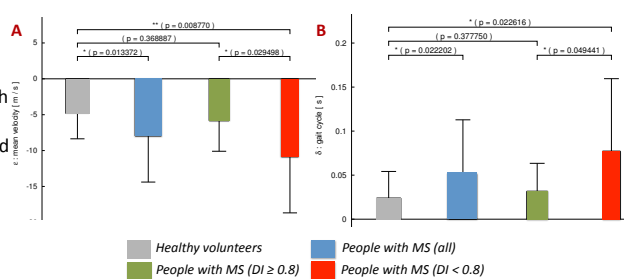 A
** ( p = 0.008770 )
( p = 0.368887 )
* ( p = 0.013372 )
* ( p = 0.029498 )
5
0
-5
-10
-15
ε : mean velocity [ m / s ]
h
d
B
* ( p = 0.022616 )
( p = 0.377750 )
* ( p = 0.022202 )
* ( p = 0.049441 )
0.2
0.15
0.1
0.05
0
δ : gait cycle [ s ]
Healthy volunteers
People with MS (all)
People with MS (DI ≥ 0.8)
People with MS (DI < 0.8)